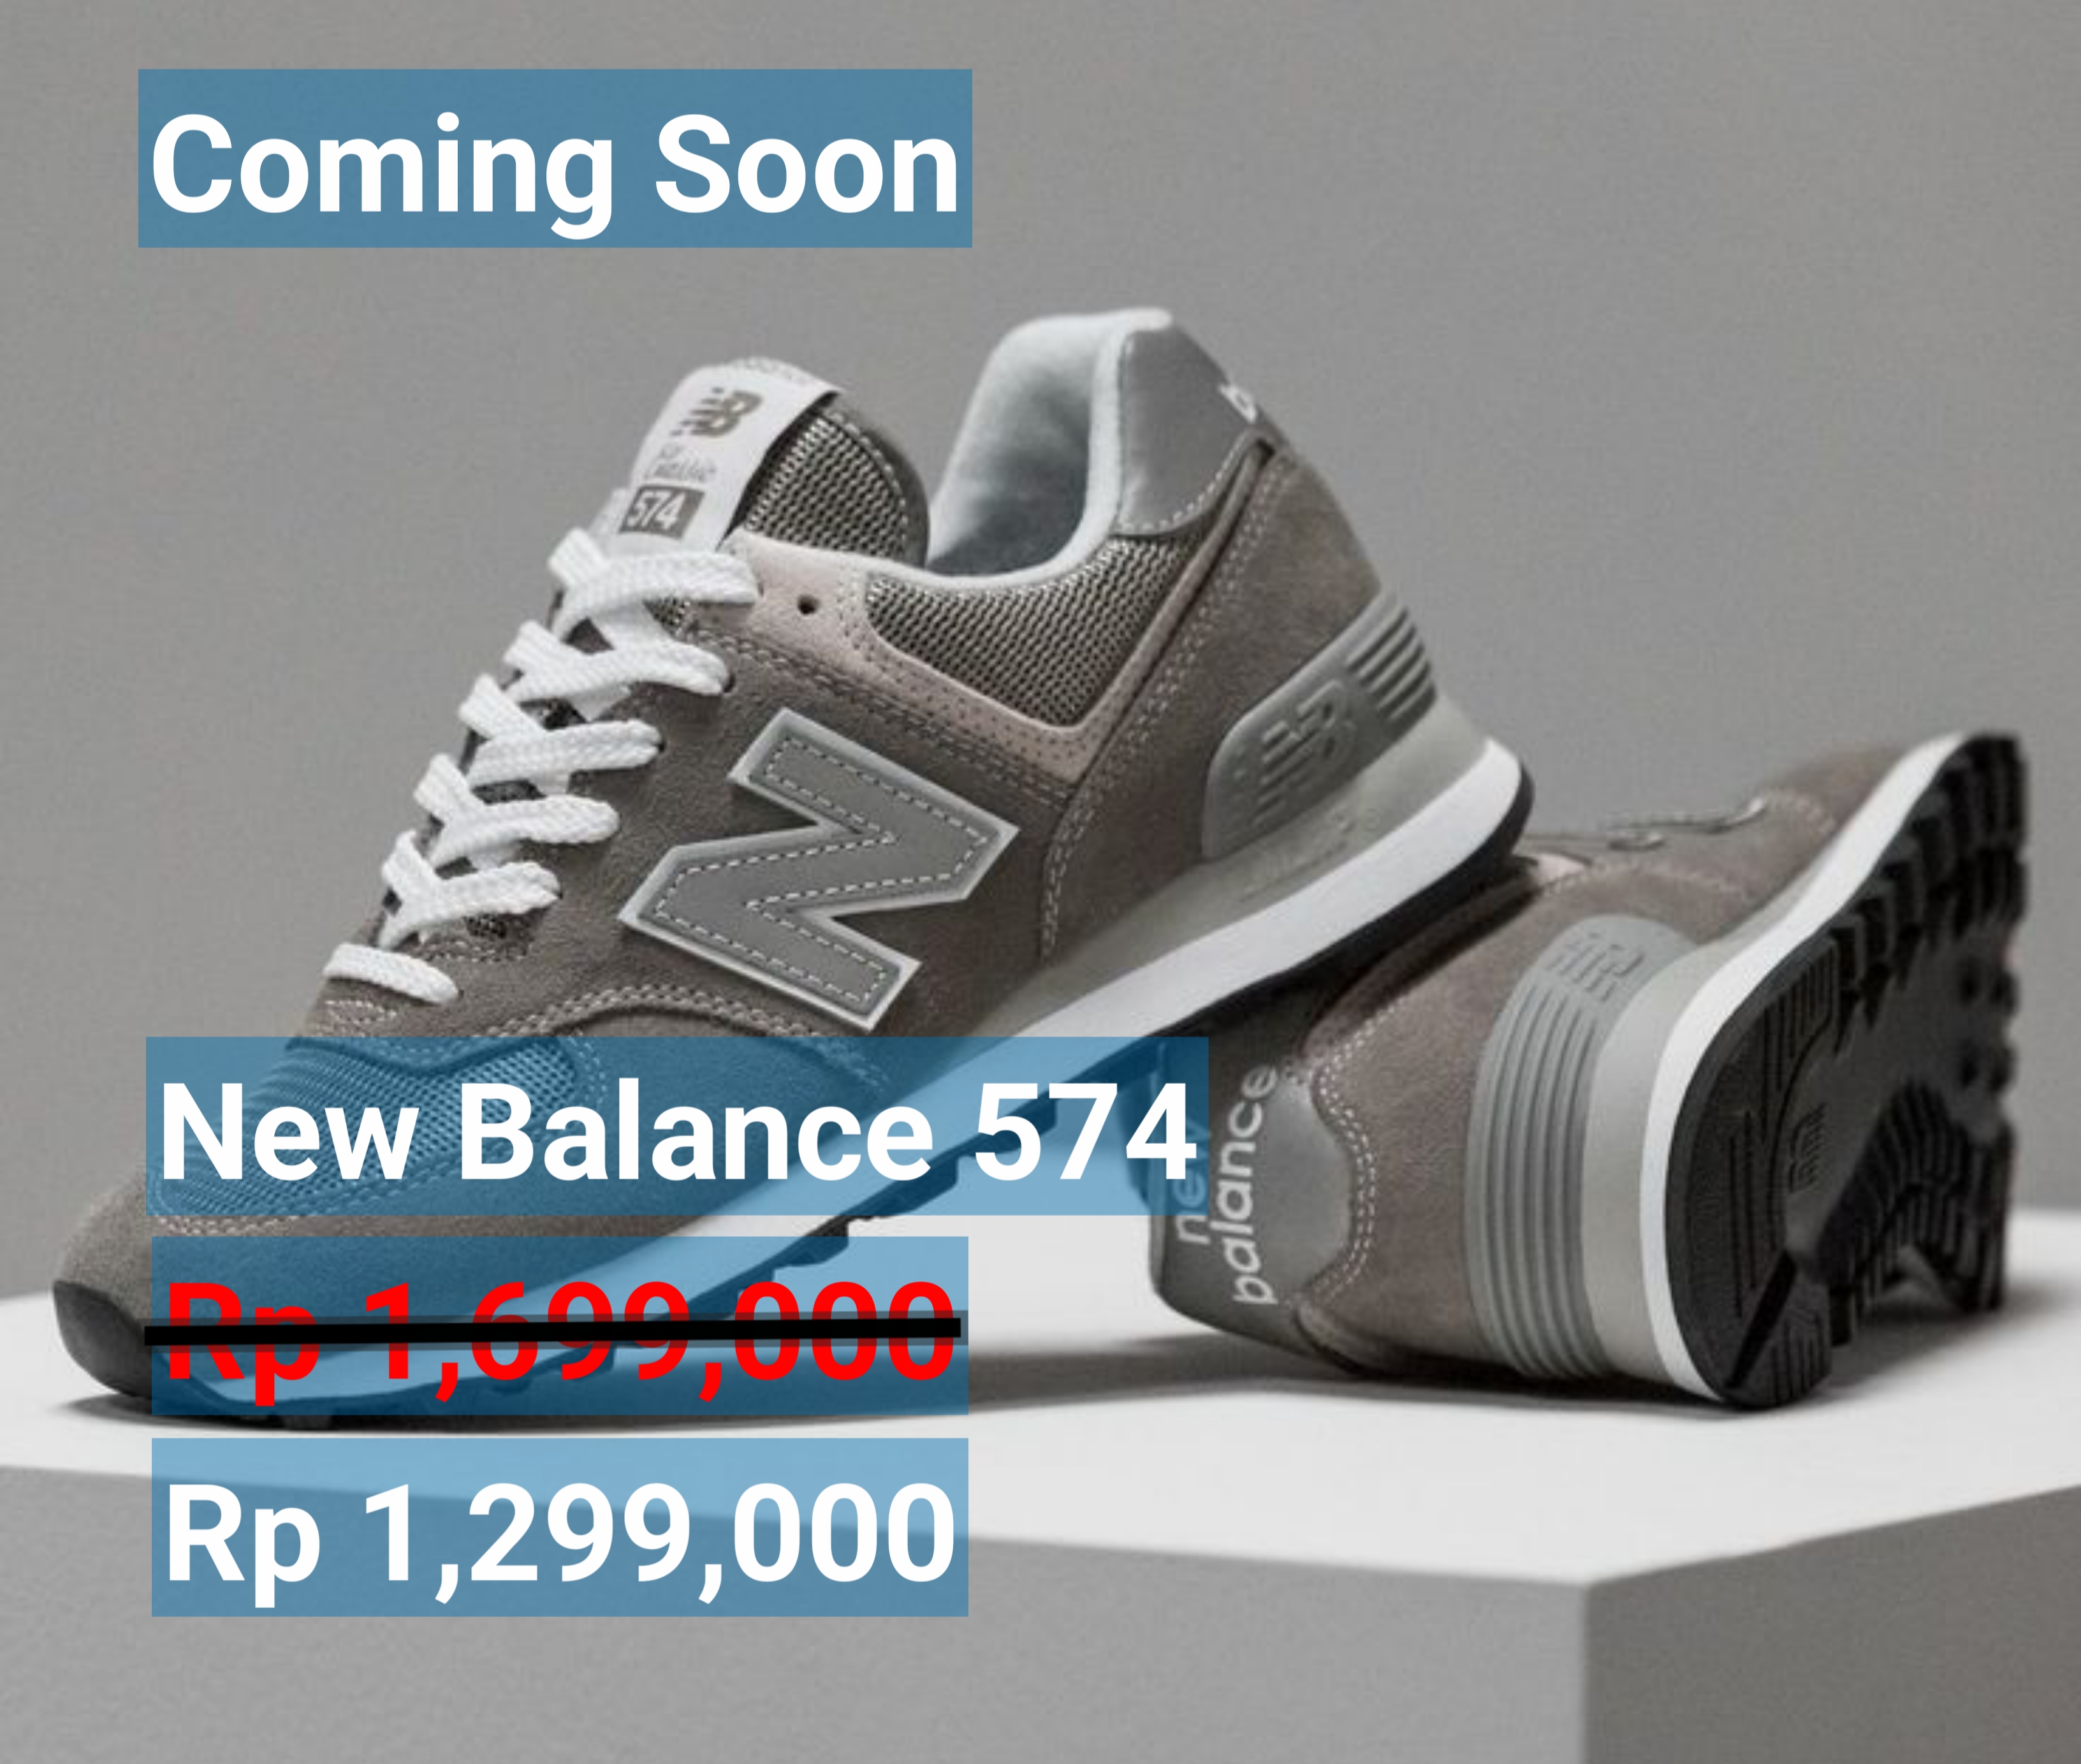 Coming Soon
574
N
New Balance 574
new
balance
Rp 1,699,000
Rp 1,299,000